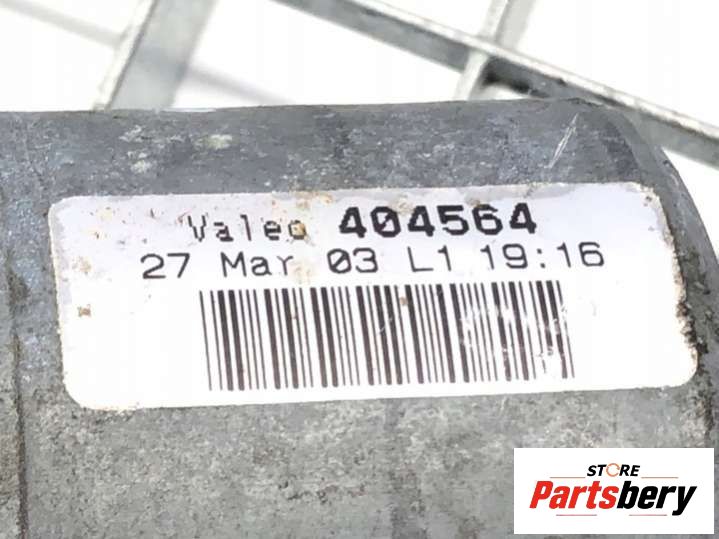 Valeo 404564
27 Mar 03 L1 19:16
STORE
Partsbery